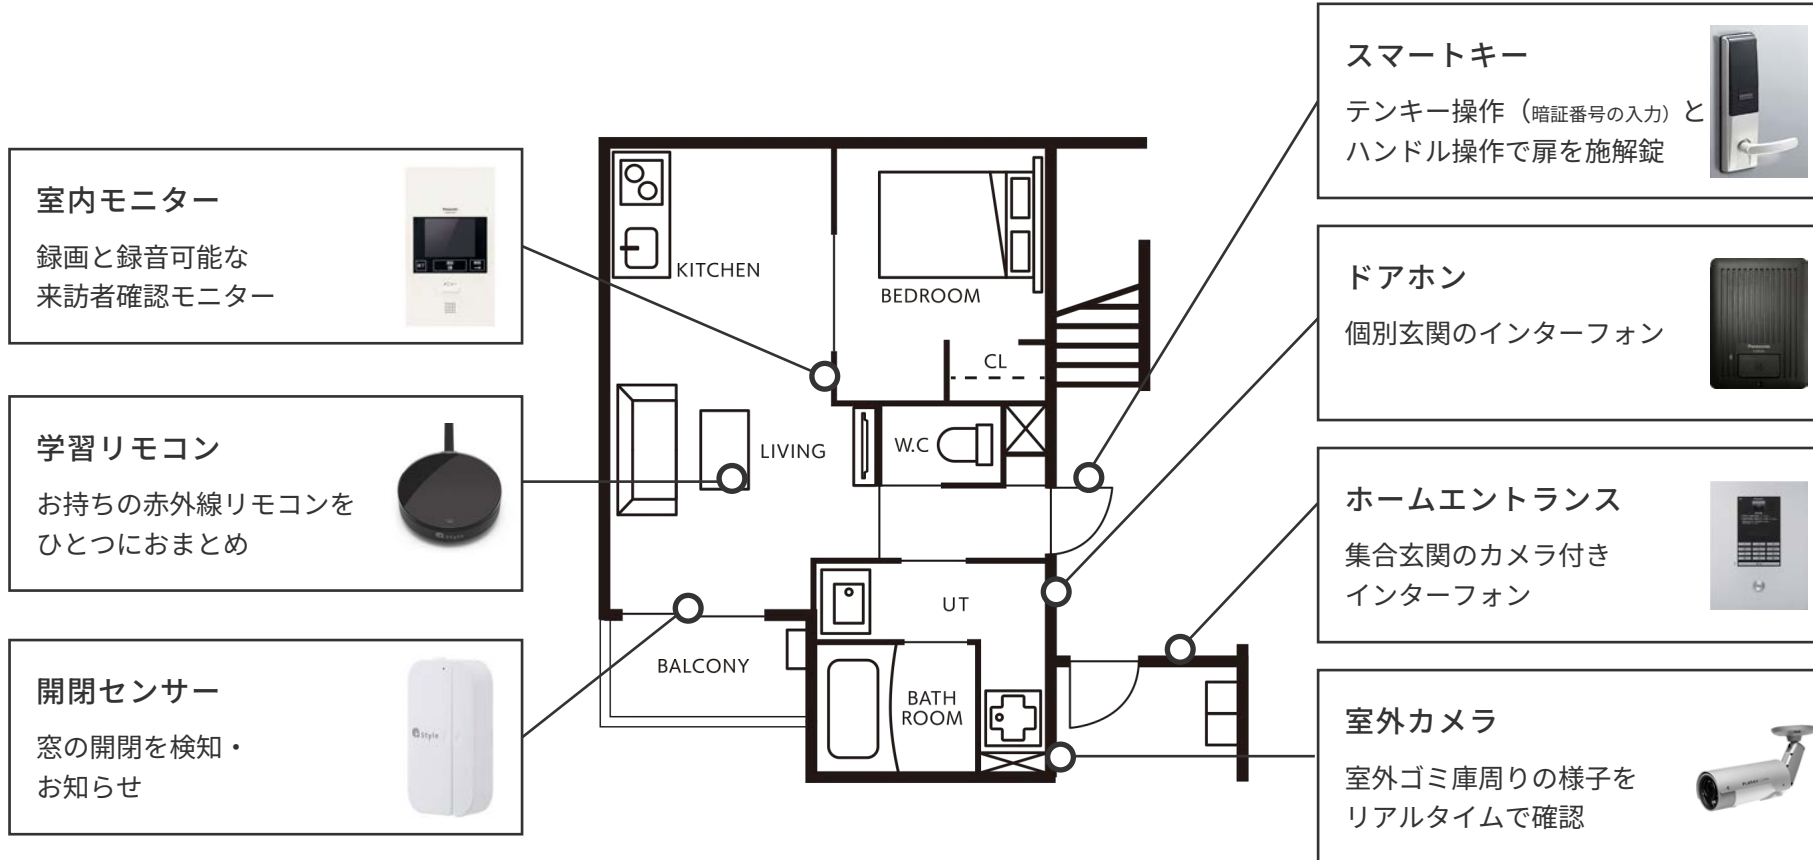 室内モニター
録画と録音可能な
来訪者確認モニター
学習リモコン
お持ちの赤外線リモコンを
ひとつにおまとめ
Style
開閉センサー
窓の開閉を検知・
お知らせ
Style
KITCHEN
BEDROOM
CL
LIVING
W.C
UT
BALCONY
BATH
ROOM
スマートキー
テンキー操作（暗証番号の入力）と
ハンドル操作で扉を施解錠
ドアホン
個別玄関のインターフォン
Panasonic
ホームエントランス
集合玄関のカメラ付き
インターフォン
室外カメラ
室外ゴミ庫周りの様子を
リアルタイムで確認